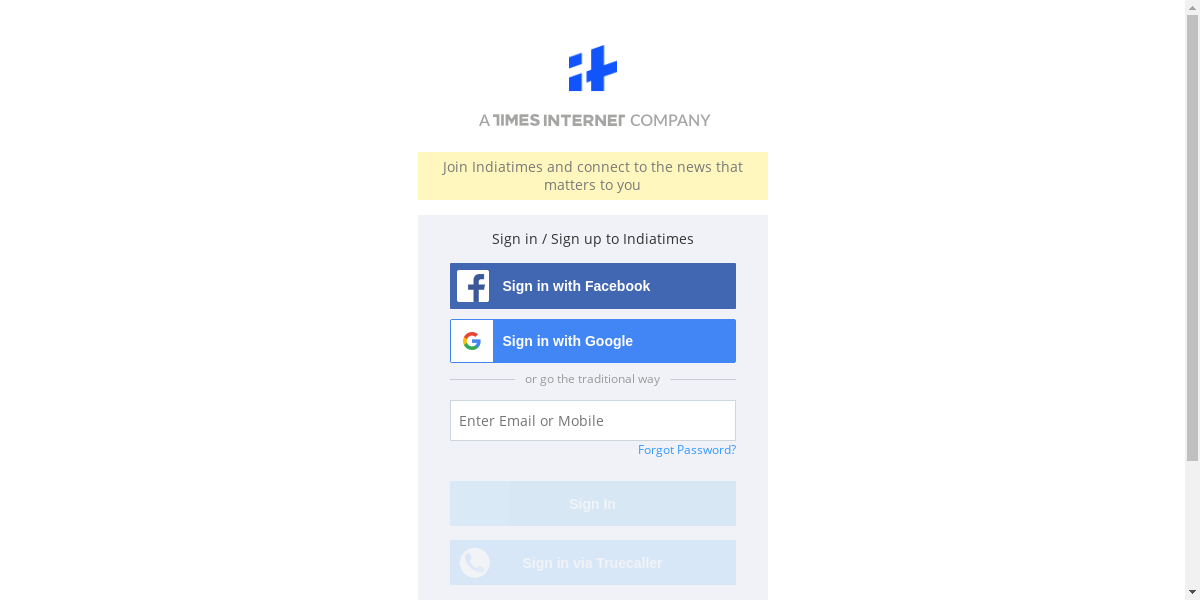 A TIMES INTERNET COMPANY
Join Indiatimes and connect to the news that
matters to you
Sign in / Sign up to Indiatimes
Sign in with Facebook
Sign in with Google
or go the traditional way
Enter Email or Mobile
Forgot Password?
Sign In
Sign in via Truecaller